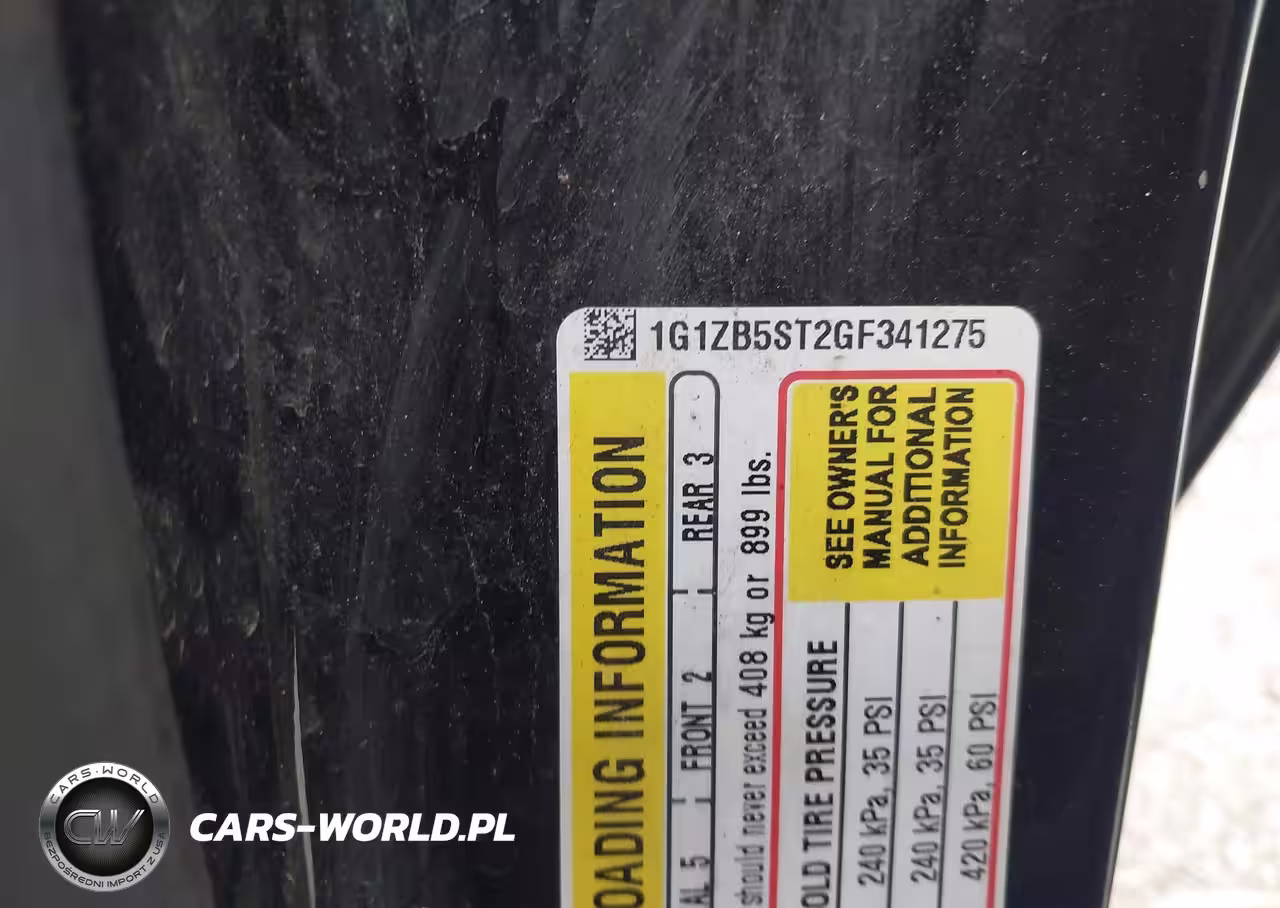 1G1ZB5ST2GF341275
OADING INFORMATION
AL 5 FRONT 2 REAR 3
should never exceed 408 kg or 899 lbs.
OLD TIRE PRESSURE
240 kPa, 35 PSI
240 kPa, 35 PSI
420 kPa, 60 PSI
SEE OWNER'S
MANUAL FOR
ADDITIONAL
INFORMATION
CARS-WORLD
CW
BEZPOŚREDNI IMPORT Z USA
CARS-WORLD.PL